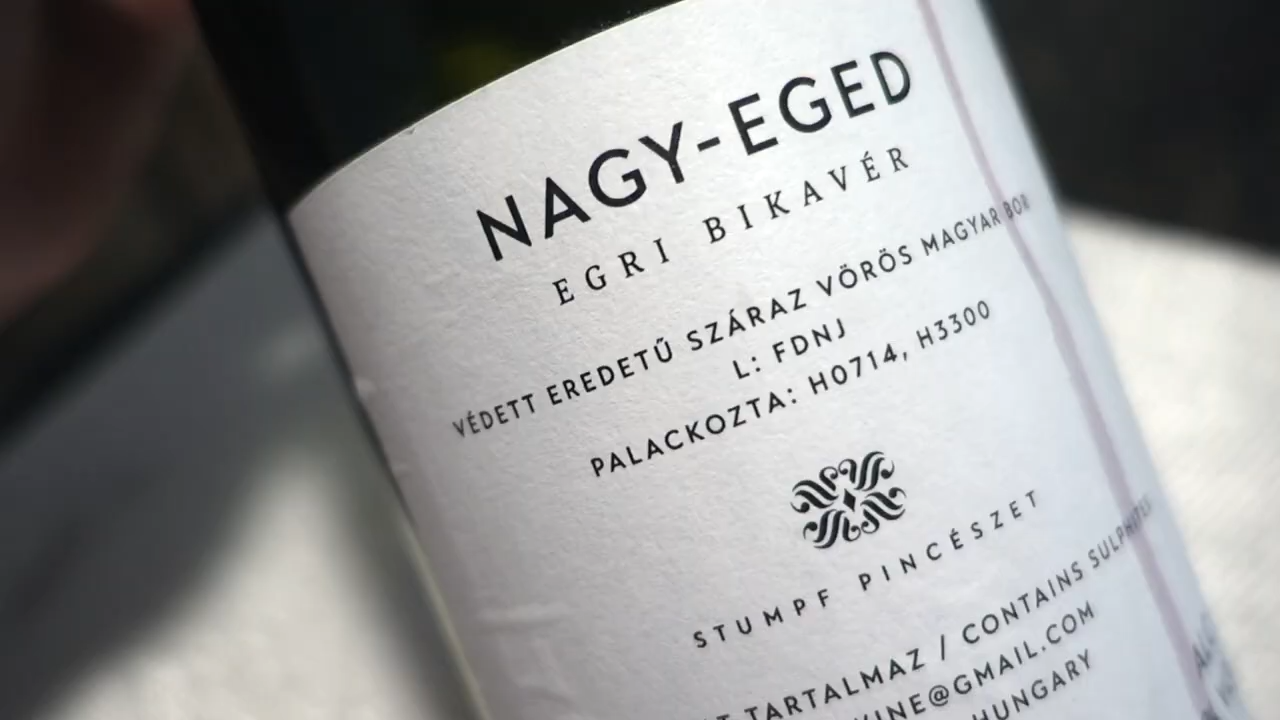 NAGY-EGED
EGRI BIKAVÉR
VÉDETT EREDETŰ SZÁRAZ VÖRÖS MAGYAR BOR
L: FDNJ
PALACKOZTA: H0714, H3300
STUMPF PINCÉSZET
TARTALMAZ / CONTAINS SULPHITES
@GMAIL.COM
HUNGARY